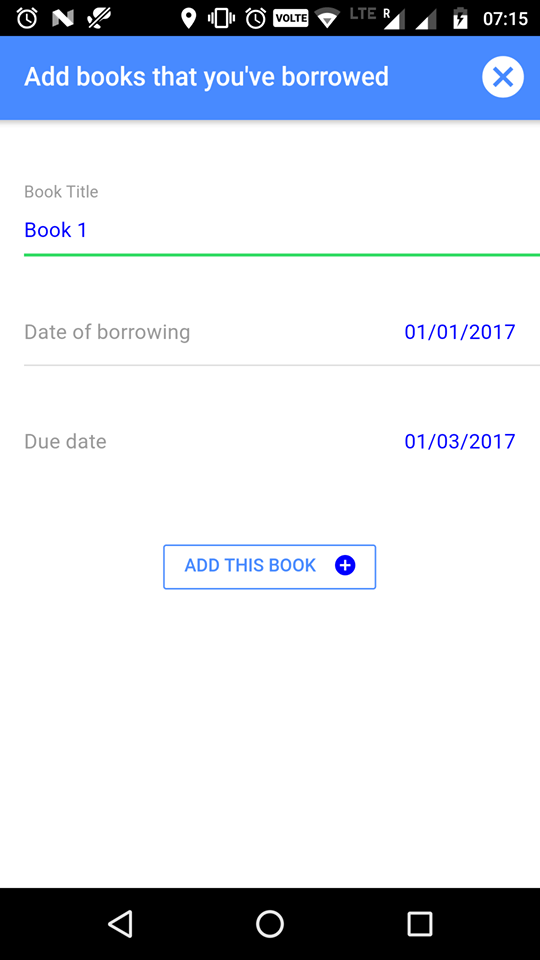 VOLTE LTE R 07:15
Add books that you've borrowed
Book Title
Book 1
Date of borrowing 01/01/2017
Due date 01/03/2017
ADD THIS BOOK